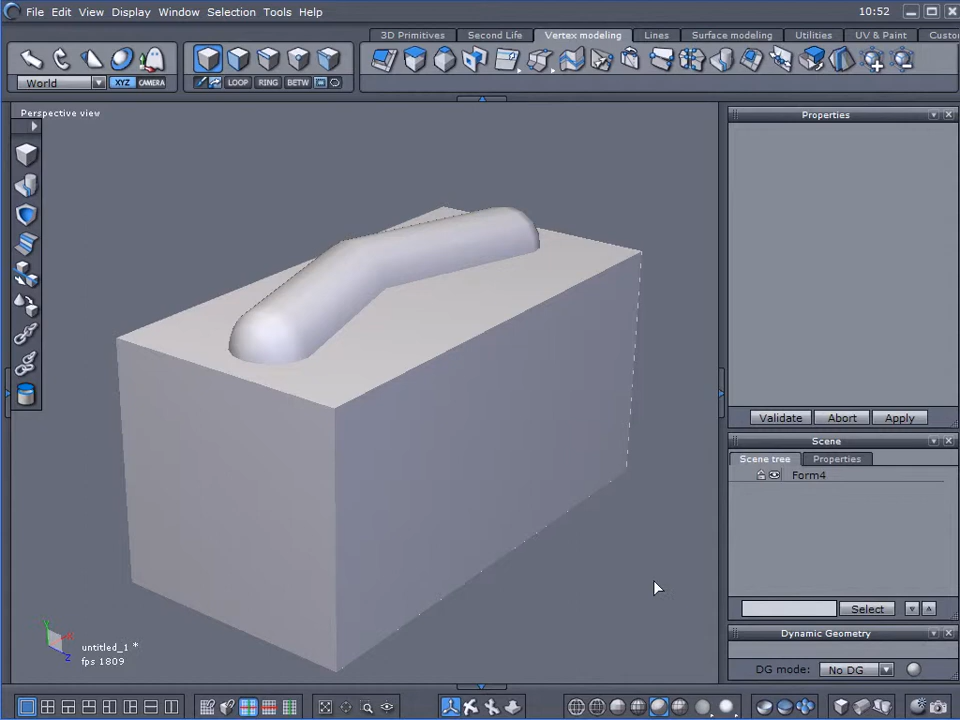 File Edit View Display Window Selection Tools Help 10:52
3D Primitives Second Life Vertex modeling Lines Surface modeling Utilities UV & Paint
World XYZ CAMERA LOOP RING BETW
Perspective view
Properties
Validate Abort Apply
Scene
Scene tree Properties
Form4
Select
Dynamic Geometry
DG mode: No DG
y
x
z
untitled_1 *
fps 1809